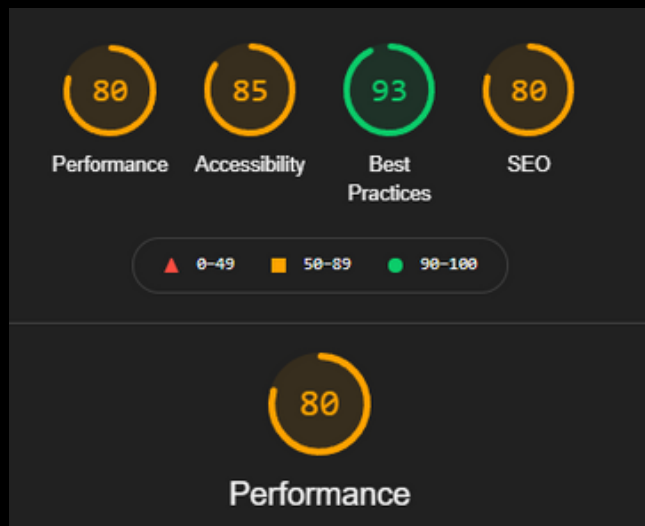 80 85 93 80
Performance Accessibility Best Practices SEO
0–49 50–89 90–100
80
Performance